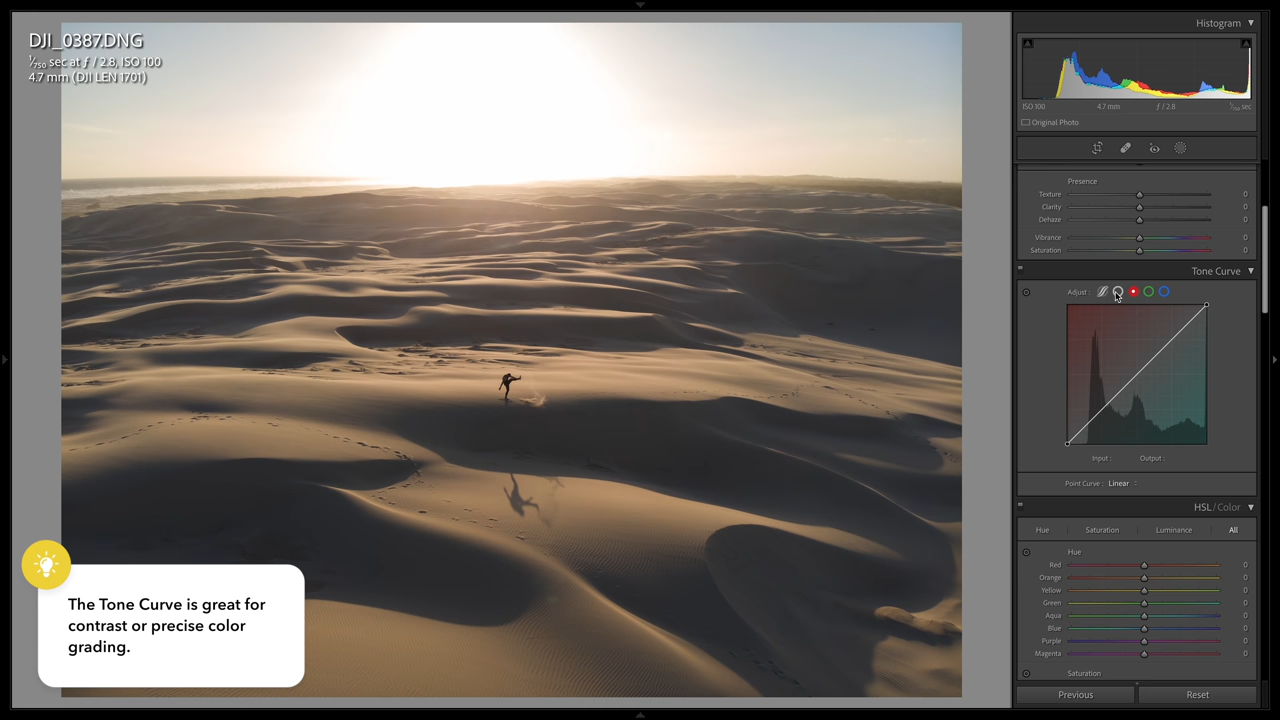 DJI_0387.DNG
1/750 sec at ƒ / 2.8, ISO 100
4.7 mm (DJI LEN 1701)
The Tone Curve is great for
contrast or precise color
grading.
Histogram
ISO 100 4.7 mm ƒ / 2.8 1/750 sec
Original Photo
Presence
Texture 0
Clarity 0
Dehaze 0
Vibrance 0
Saturation 0
Tone Curve
Adjust :
Input : Output :
Point Curve : Linear
HSL / Color
Hue Saturation Luminance All
Hue
Red 0
Orange 0
Yellow 0
Green 0
Aqua 0
Blue 0
Purple 0
Magenta 0
Saturation
Previous Reset